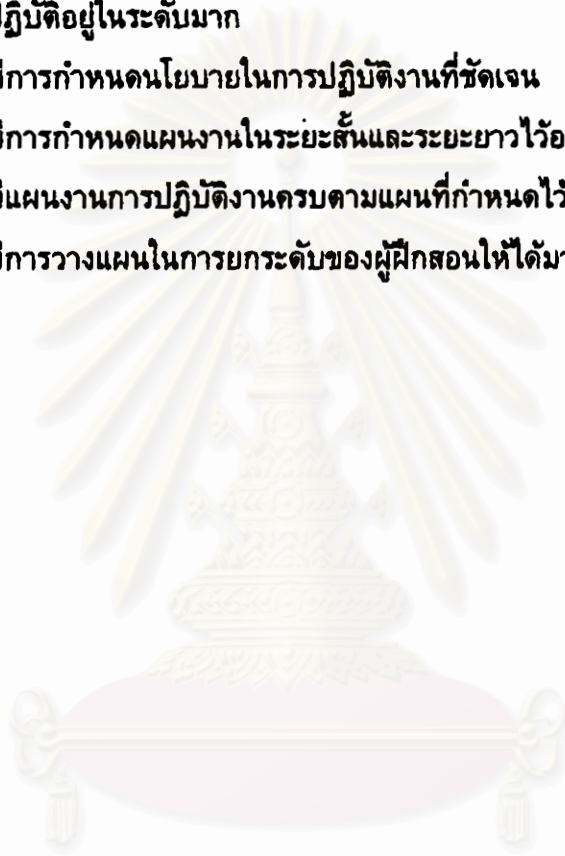 ปฏิบัติอยู่ในระดับมาก
มีการกำหนดนโยบายในการปฏิบัติงานที่ชัดเจน
มีการกำหนดแผนงานในระยะสั้นและระยะยาวไว้อ
มีแผนงานการปฏิบัติงานครบตามแผนที่กำหนดไว้
มีการวางแผนในการยกระดับของผู้ฝึกสอนให้ได้มา